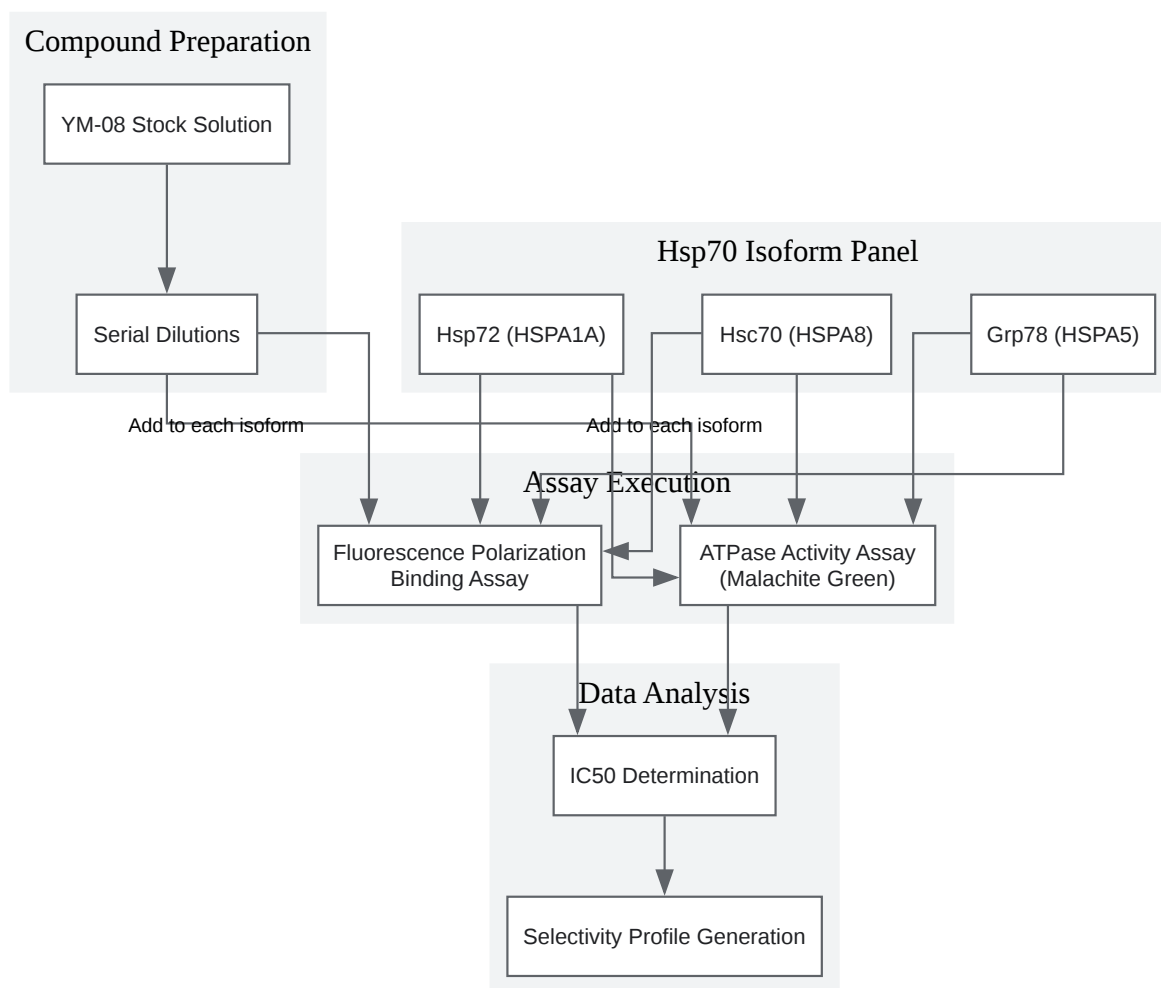 Compound Preparation
YM-08 Stock Solution
Hsp70 Isoform Panel
Serial Dilutions
Hsp72 (HSPA1A)
Hsc70 (HSPA8)
Grp78 (HSPA5)
Add to each isoform
Add to each isoform
Assay Execution
Fluorescence Polarization
Binding Assay
ATPase Activity Assay
(Malachite Green)
Data Analysis
IC50 Determination
Selectivity Profile Generation